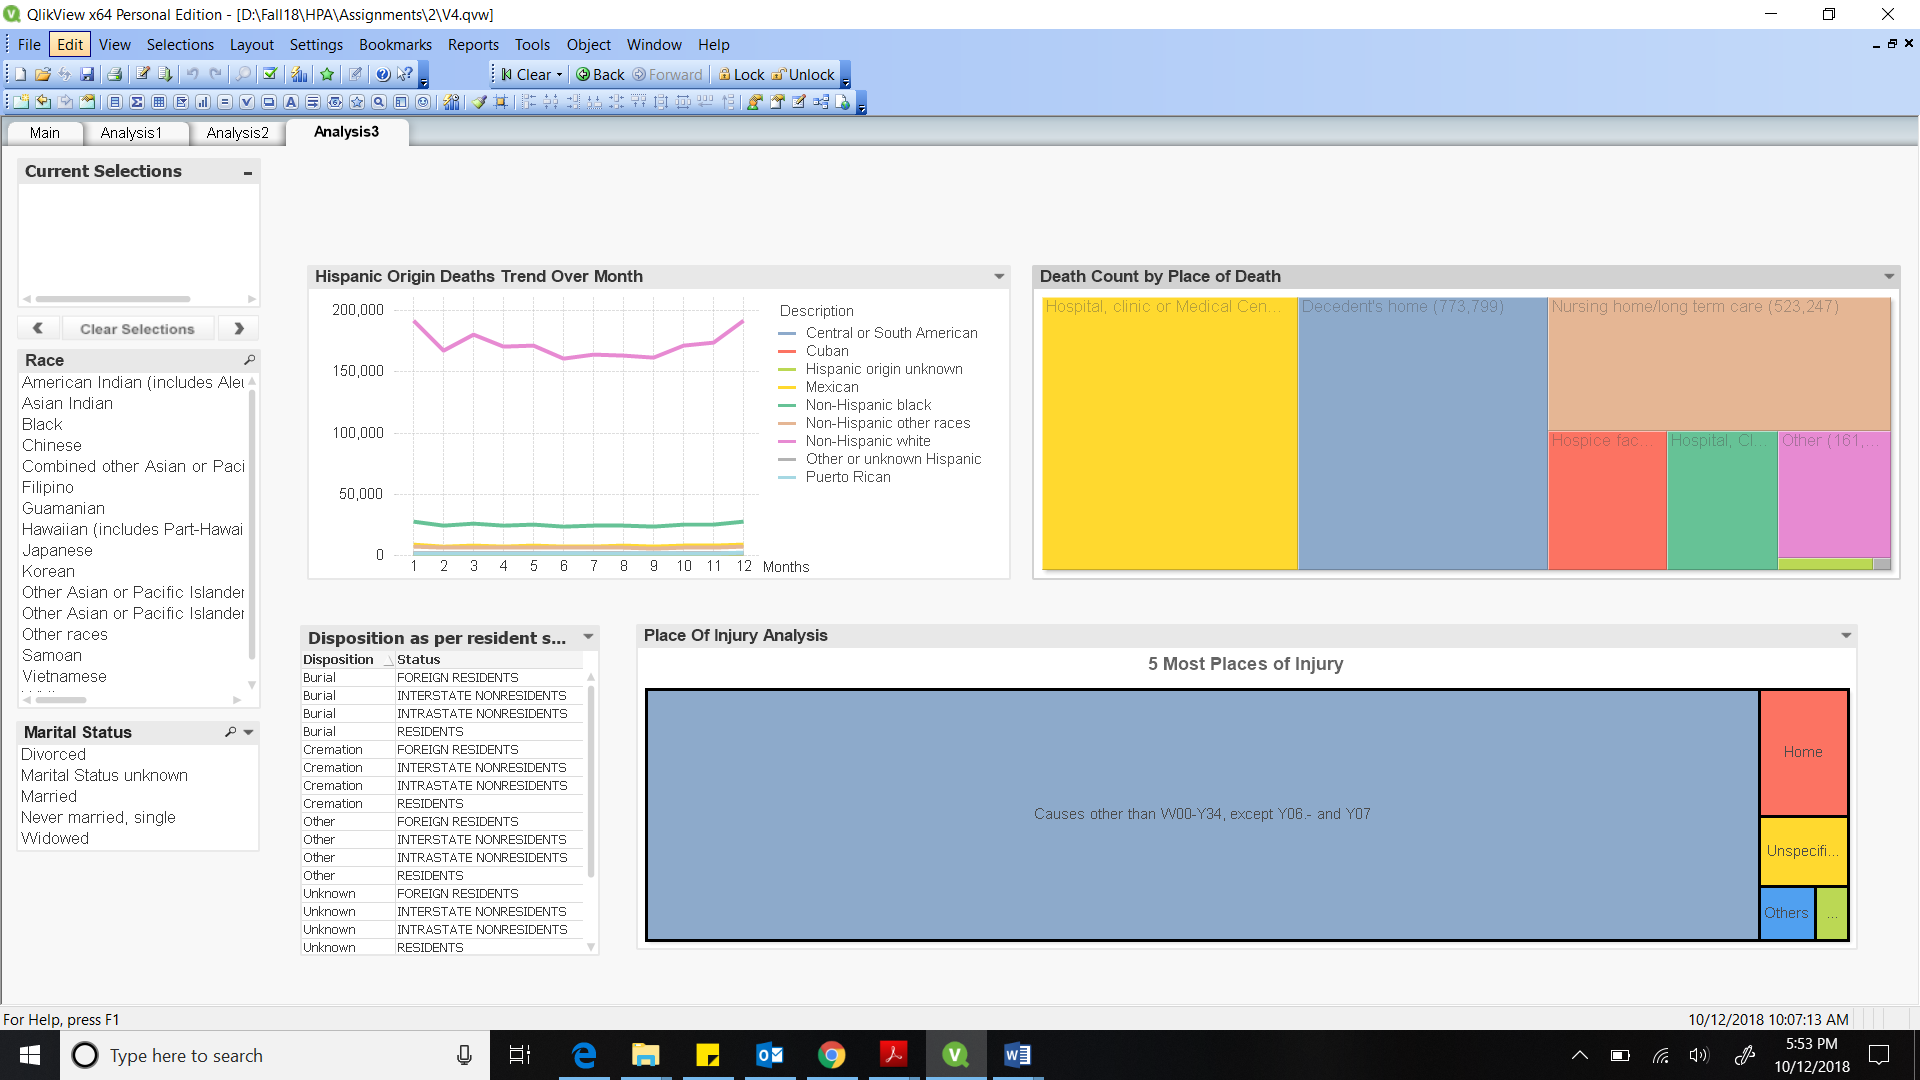 QlikView x64 Personal Edition - [D:\Fall18\HPA\Assignments\2\V4.qvw]
File Edit View Selections Layout Settings Bookmarks Reports Tools Object Window Help
Clear Back Forward Lock Unlock
Main Analysis1 Analysis2 Analysis3
Current Selections
Clear Selections
Race
American Indian (includes Aleu
Asian Indian
Black
Chinese
Combined other Asian or Paci
Filipino
Guamanian
Hawaiian (includes Part-Hawai
Japanese
Korean
Other Asian or Pacific Islander
Other Asian or Pacific Islander
Other races
Samoan
Vietnamese
Marital Status
Divorced
Marital Status unknown
Married
Never married, single
Widowed
Hispanic Origin Deaths Trend Over Month
200,000
150,000
100,000
50,000
0
1 2 3 4 5 6 7 8 9 10 11 12 Months
Description
Central or South American
Cuban
Hispanic origin unknown
Mexican
Non-Hispanic black
Non-Hispanic other races
Non-Hispanic white
Other or unknown Hispanic
Puerto Rican
Death Count by Place of Death
Hospital, clinic or Medical Cen...
Decedent's home (773,799)
Nursing home/long term care (523,247)
Hospice fac...
Hospital, Cl...
Other (161,...
Disposition as per resident s...
Disposition Status
Burial FOREIGN RESIDENTS
Burial INTERSTATE NONRESIDENTS
Burial INTRASTATE NONRESIDENTS
Burial RESIDENTS
Cremation FOREIGN RESIDENTS
Cremation INTERSTATE NONRESIDENTS
Cremation INTRASTATE NONRESIDENTS
Cremation RESIDENTS
Other FOREIGN RESIDENTS
Other INTERSTATE NONRESIDENTS
Other INTRASTATE NONRESIDENTS
Other RESIDENTS
Unknown FOREIGN RESIDENTS
Unknown INTERSTATE NONRESIDENTS
Unknown INTRASTATE NONRESIDENTS
Unknown RESIDENTS
Place Of Injury Analysis
5 Most Places of Injury
Causes other than W00-Y34, except Y06.- and Y07
Home
Unspecifi...
Others
...
For Help, press F1
10/12/2018 10:07:13 AM
Type here to search
5:53 PM
10/12/2018